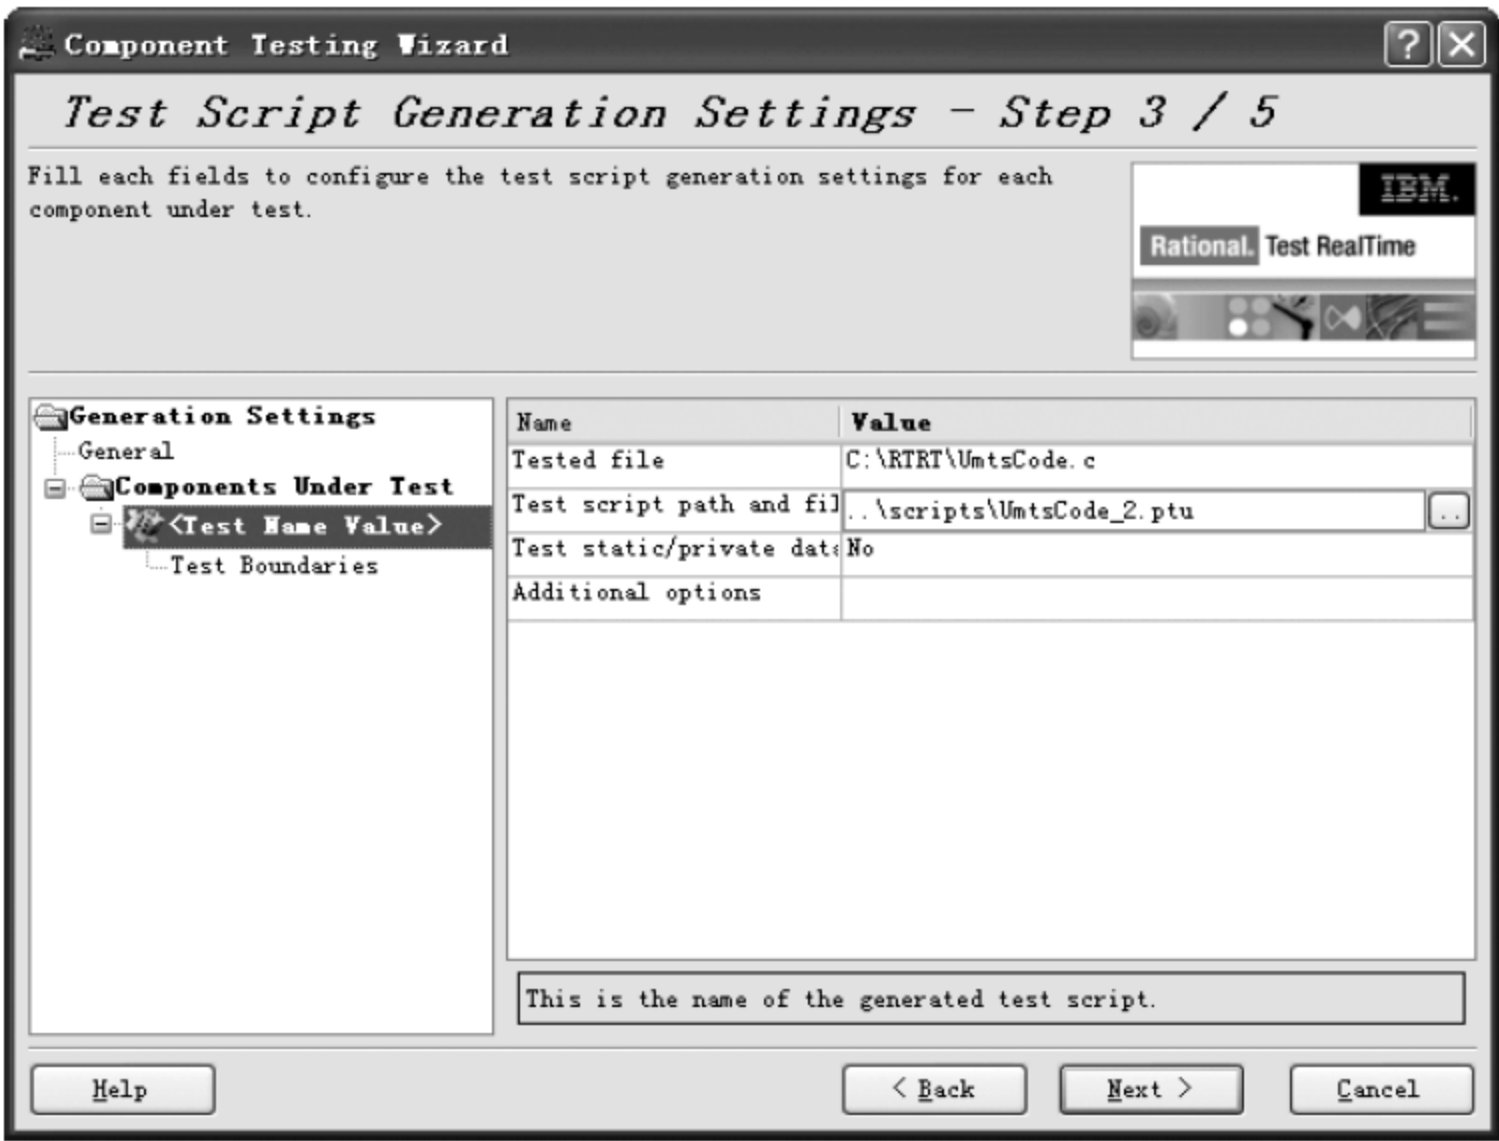 Component Testing Wizard
Test Script Generation Settings - Step 3 / 5
Fill each fields to configure the test script generation settings for each
component under test.
IBM.
Rational. Test RealTime
Generation Settings
General
Components Under Test
<Test Name Value>
Test Boundaries
Name Value
Tested file C:\RTRT\UmtsCode.c
Test script path and fil ..\scripts\UmtsCode_2.ptu ..
Test static/private data No
Additional options
This is the name of the generated test script.
Help < Back Next > Cancel